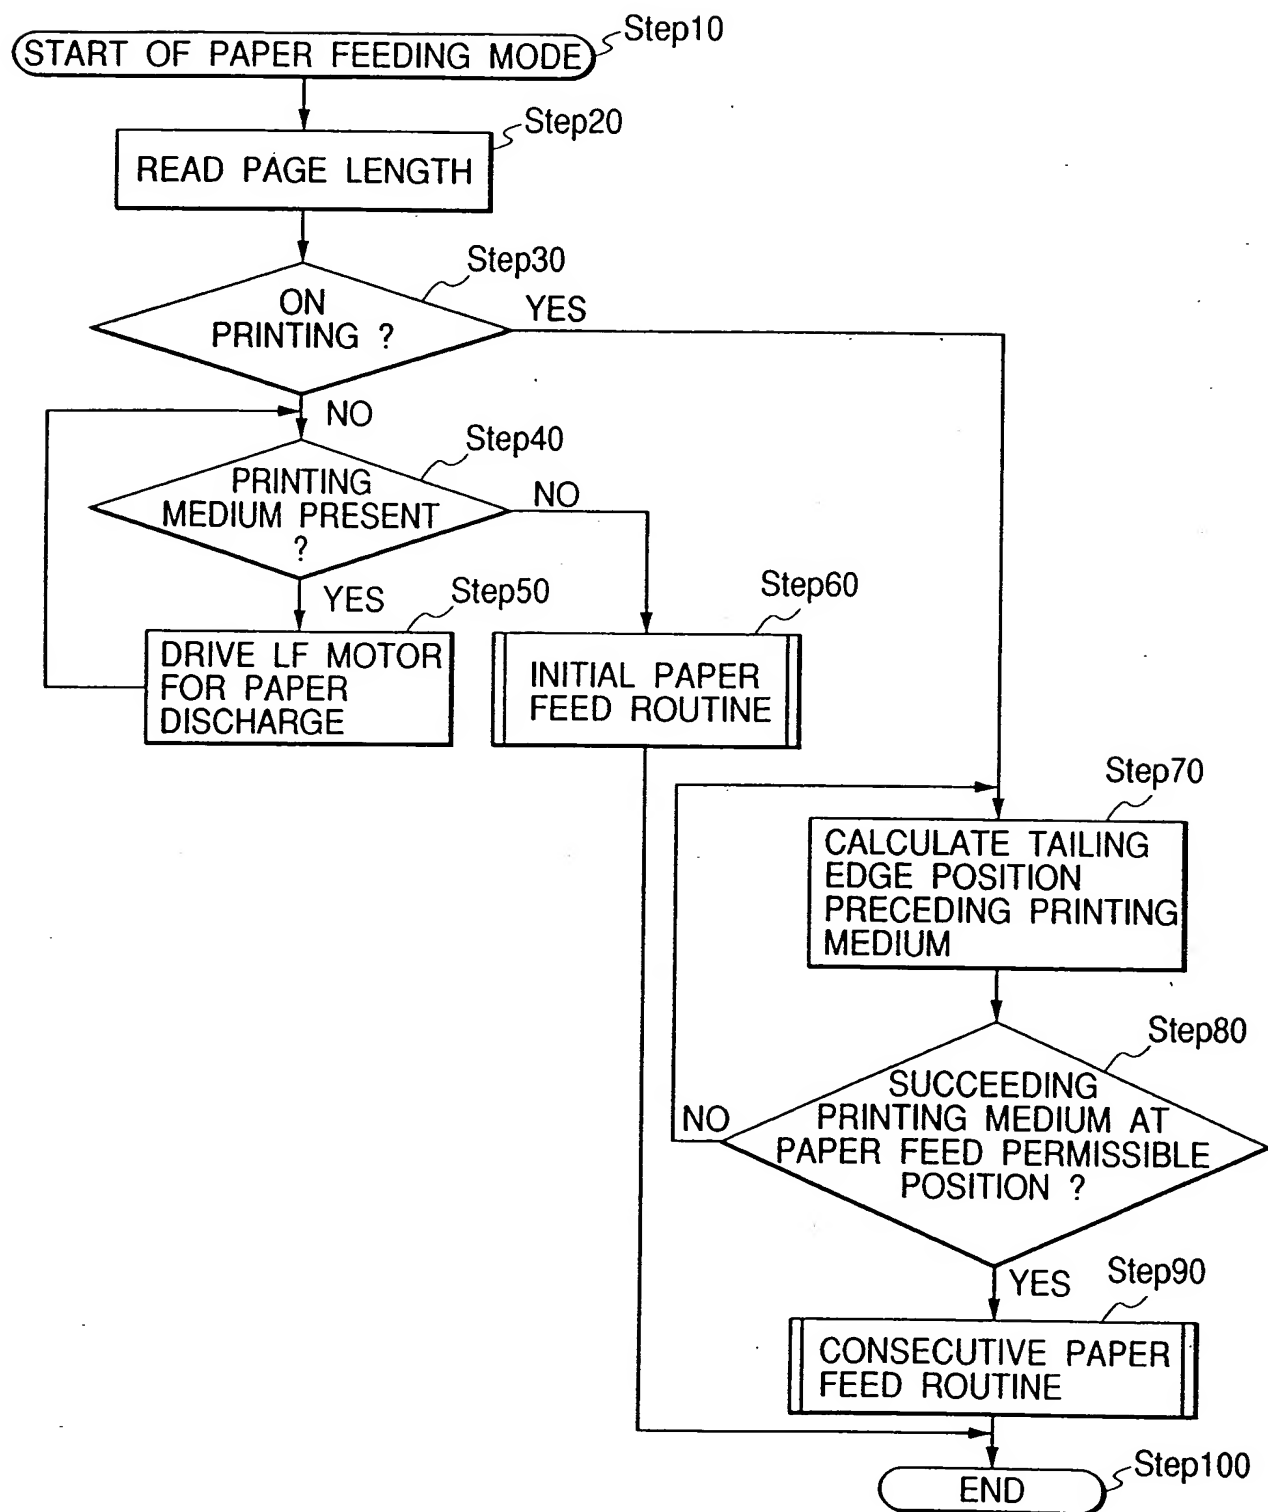 Step10
START OF PAPER FEEDING MODE
Step20
READ PAGE LENGTH
Step30
ON
PRINTING ?
YES
NO
Step40
PRINTING
MEDIUM PRESENT
?
NO
YES
Step50
DRIVE LF MOTOR
FOR PAPER
DISCHARGE
Step60
INITIAL PAPER
FEED ROUTINE
Step70
CALCULATE TAILING
EDGE POSITION
PRECEDING PRINTING
MEDIUM
Step80
SUCCEEDING
PRINTING MEDIUM AT
PAPER FEED PERMISSIBLE
POSITION ?
NO
YES
Step90
CONSECUTIVE PAPER
FEED ROUTINE
Step100
END